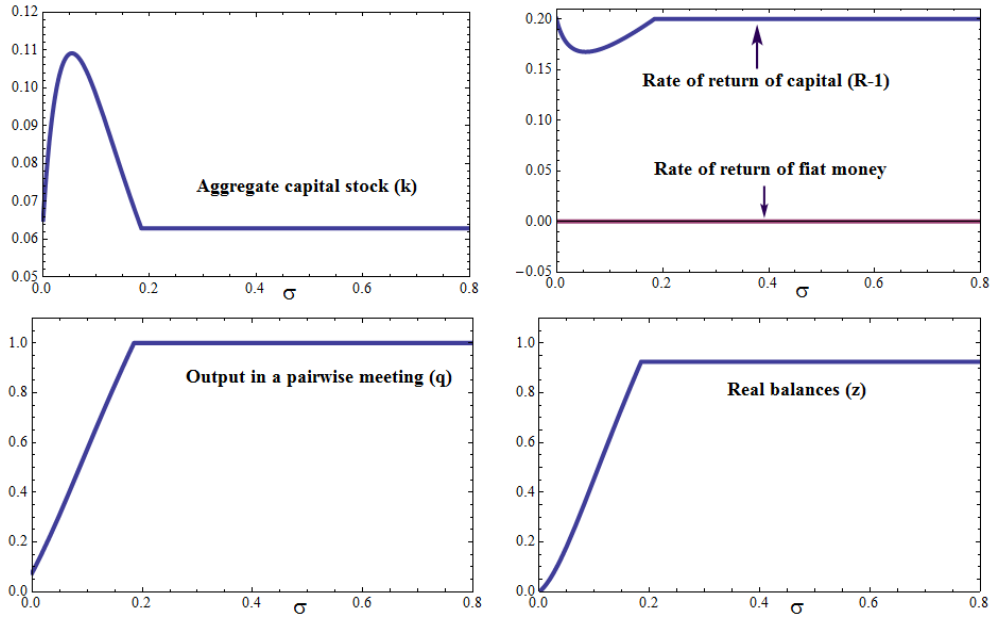 0.12
0.11
0.10
0.09
0.08
0.07
0.06
0.05
Aggregate capital stock (k)
0.0 0.2 0.4 0.6 0.8
σ
0.20
0.15
0.10
0.05
0.00
−0.05
Rate of return of capital (R-1)
Rate of return of fiat money
0.0 0.2 0.4 0.6 0.8
σ
1.0
0.8
0.6
0.4
0.2
0.0
Output in a pairwise meeting (q)
0.0 0.2 0.4 0.6 0.8
σ
1.0
0.8
0.6
0.4
0.2
0.0
Real balances (z)
0.0 0.2 0.4 0.6 0.8
σ